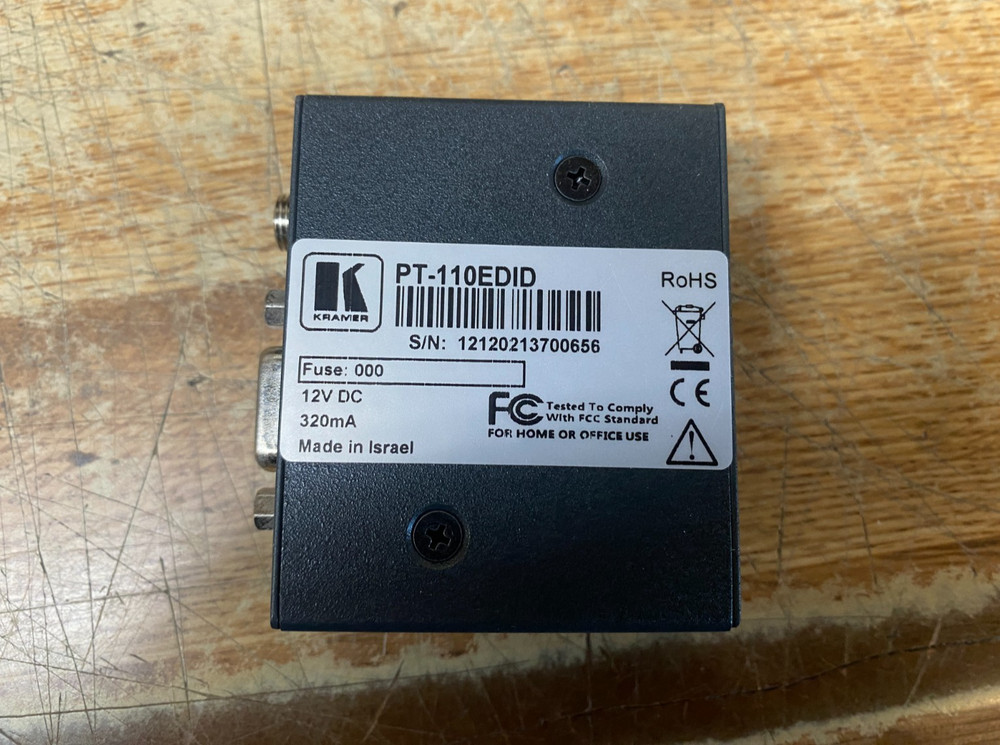 KRAMER
PT-110EDID
S/N: 12120213700656
Fuse: 000
12V DC
320mA
Made in Israel
RoHS
CE
FC Tested To Comply
With FCC Standard
FOR HOME OR OFFICE USE